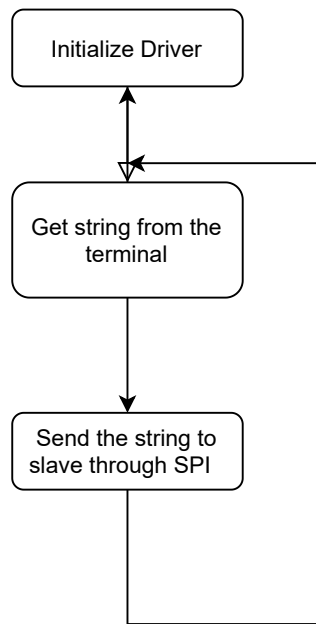 Initialize Driver
Get string from the
terminal
Send the string to
slave through SPI